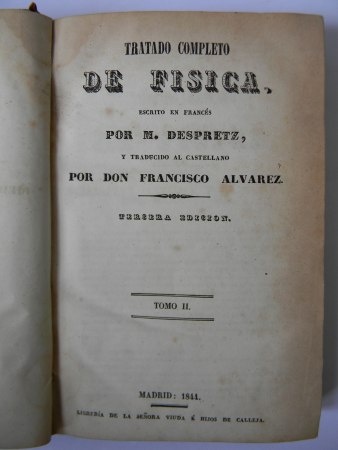 TRATADO COMPLETO
DE FISICA,
ESCRITO EN FRANCÉS
POR M. DESPRETZ,
Y TRADUCIDO AL CASTELLANO
POR DON FRANCISCO ALVAREZ.
TERCERA EDICION.
TOMO II.
MADRID: 1844.
LIBRERÍA DE LA SEÑORA VIUDA É HIJOS DE CALLEJA.